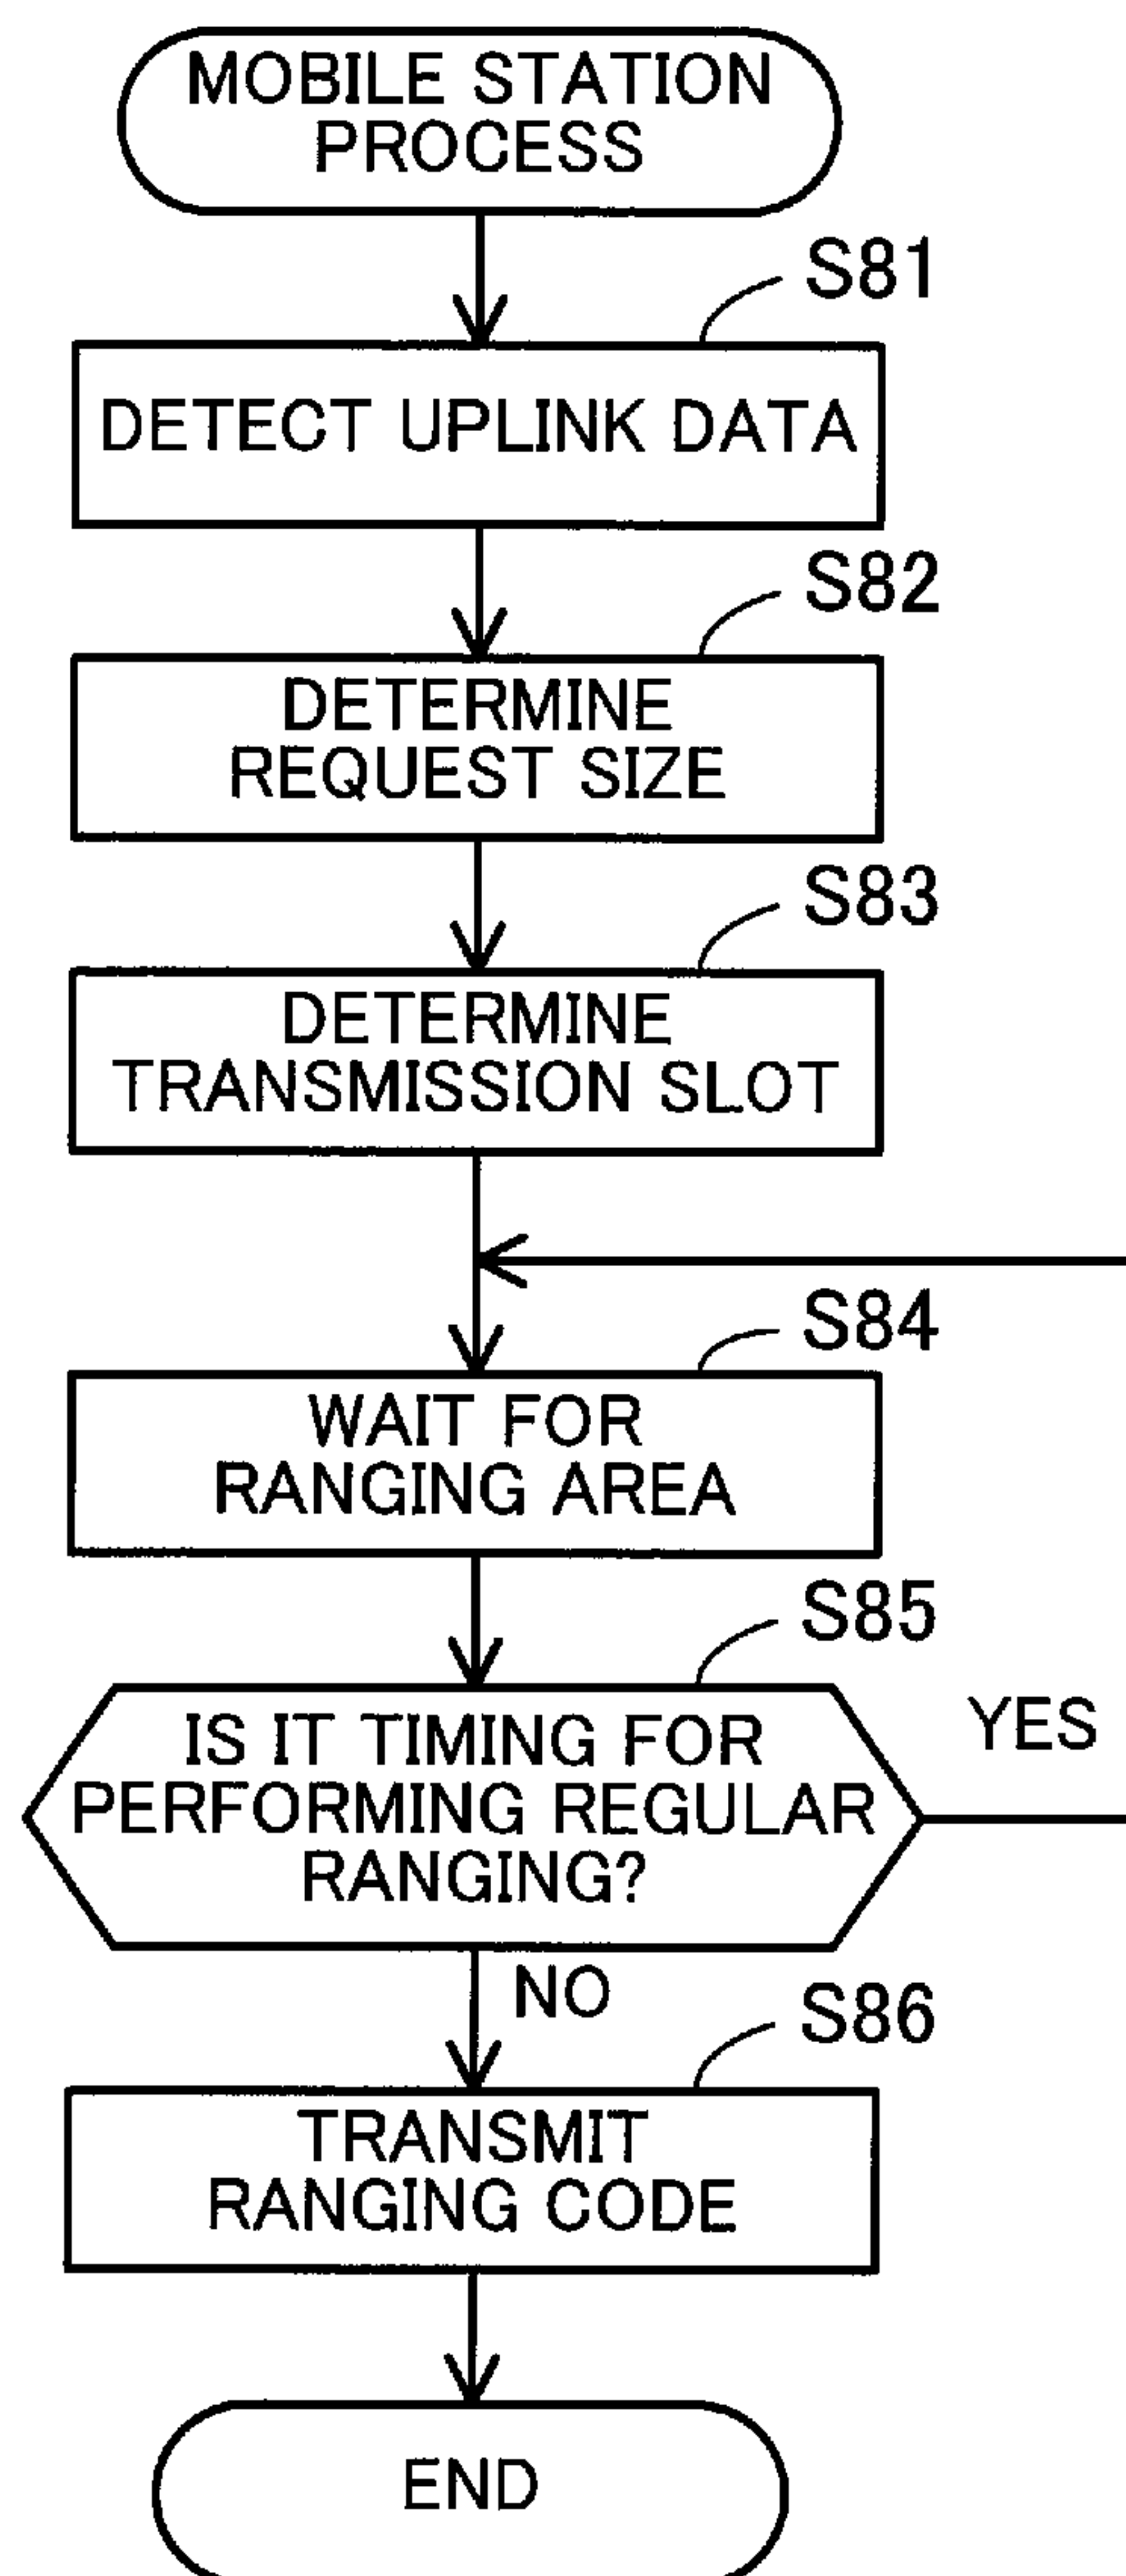 MOBILE STATION
PROCESS
S81
DETECT UPLINK DATA
S82
DETERMINE
REQUEST SIZE
S83
DETERMINE
TRANSMISSION SLOT
S84
WAIT FOR
RANGING AREA
S85
IS IT TIMING FOR
PERFORMING REGULAR
RANGING?
YES
NO
S86
TRANSMIT
RANGING CODE
END